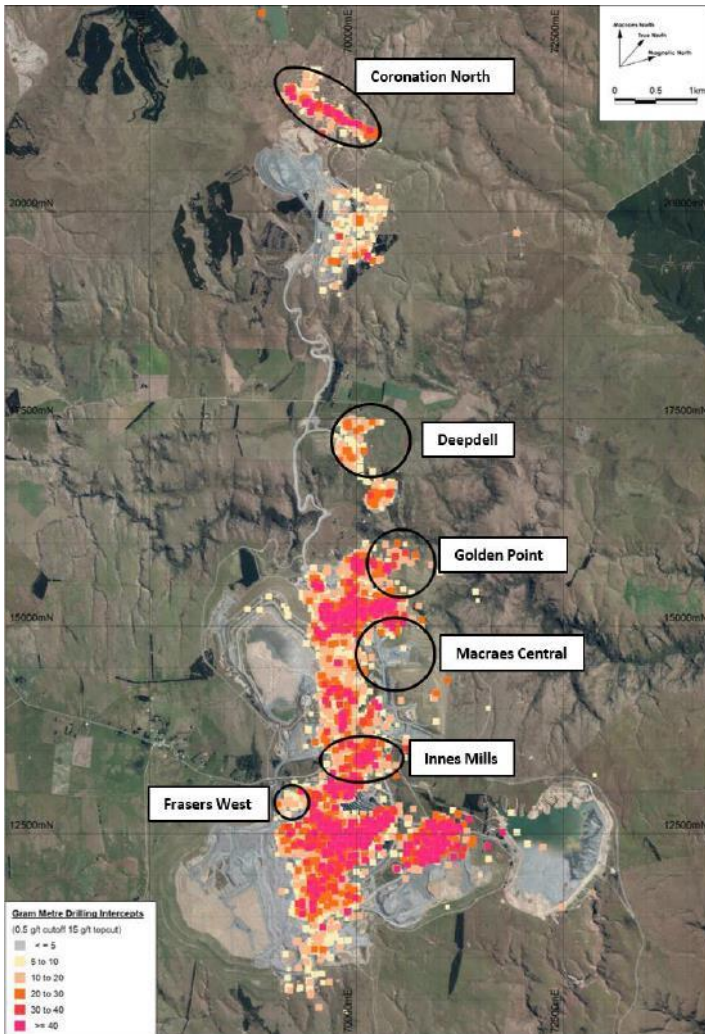 70000mE
72500mE
Macraes North
True North
Magnetic North
0 0.5 1km
Coronation North
20000mN
20000mN
17500mN
17500mN
Deepdell
Golden Point
15000mN
15000mN
Macraes Central
Innes Mills
Frasers West
12500mN
12500mN
Gram Metre Drilling Intercepts
(0.5 g/t cutoff 15 g/t topcut)
< = 5
5 to 10
10 to 20
20 to 30
30 to 40
>= 40
70000mE
72500mE